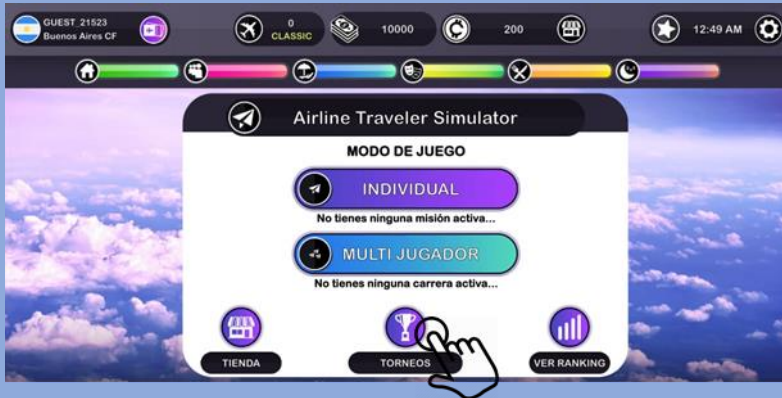 GUEST_21523
Buenos Aires CF
0
CLASSIC
10000
200
12:49 AM
Airline Traveler Simulator
MODO DE JUEGO
INDIVIDUAL
No tienes ninguna misión activa...
MULTI JUGADOR
No tienes ninguna carrera activa...
TIENDA
TORNEOS
VER RANKING